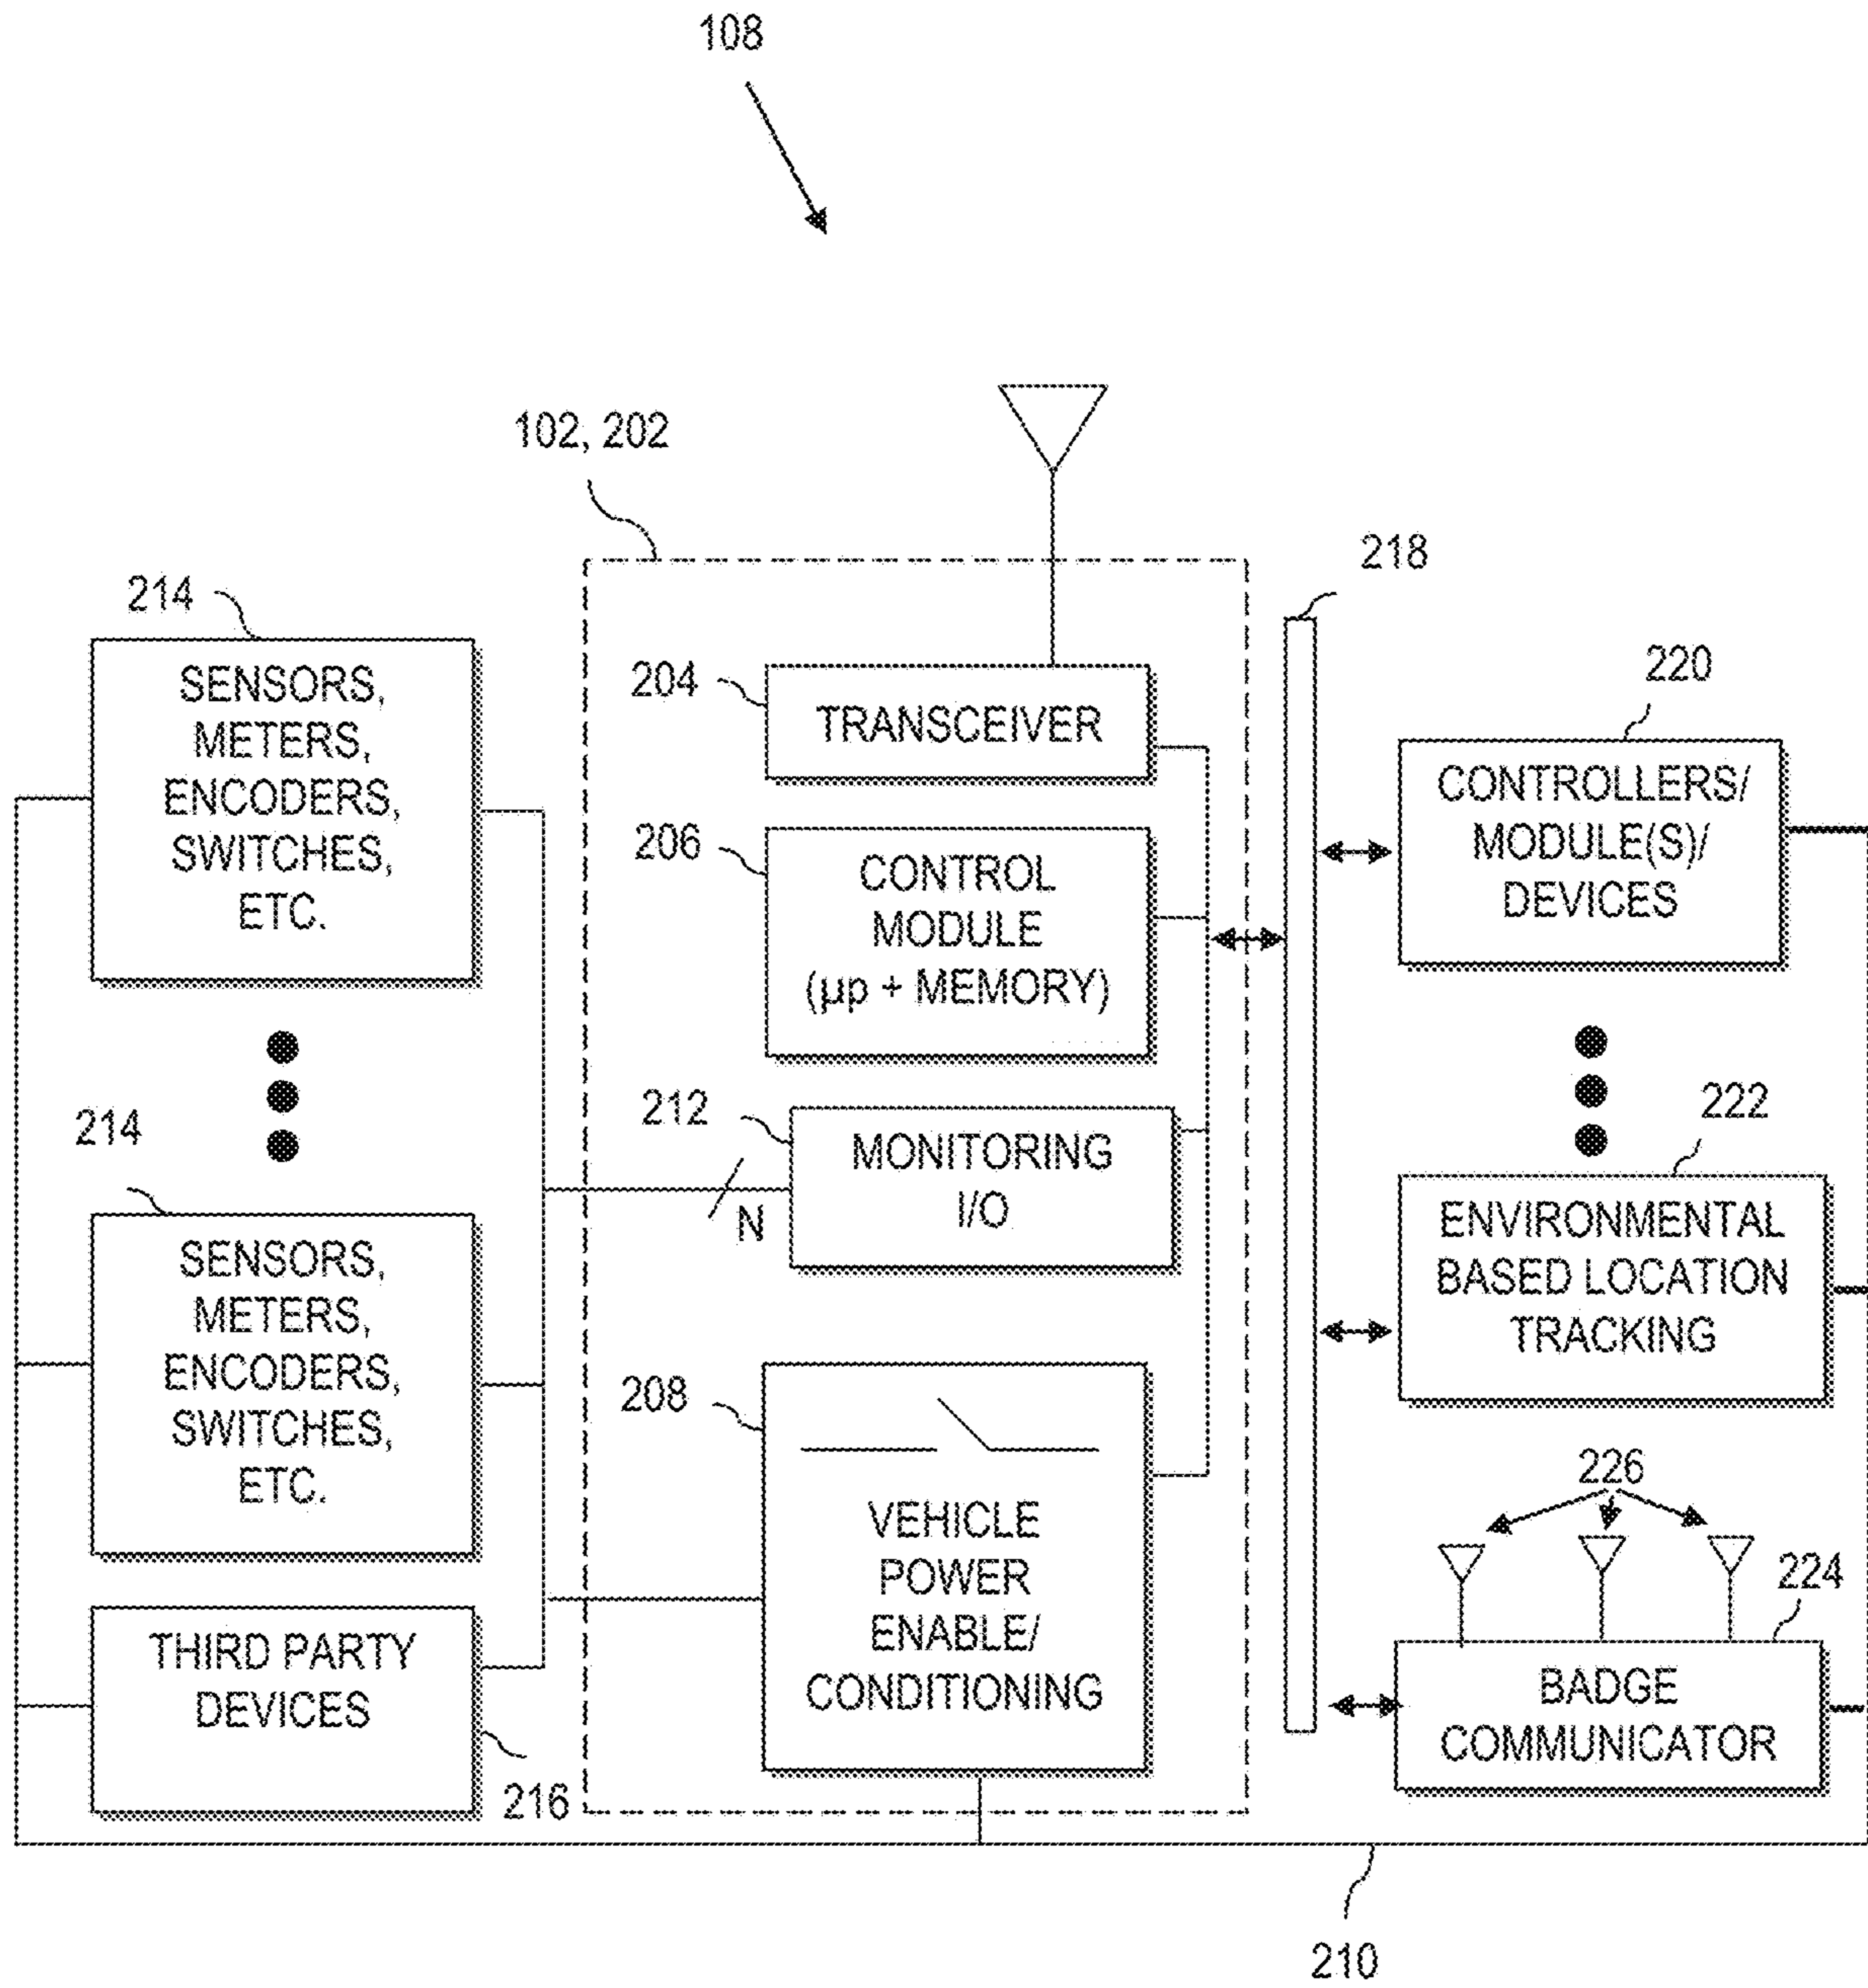 108
102, 202
218
214
SENSORS,
METERS,
ENCODERS,
SWITCHES,
ETC.
204
TRANSCEIVER
220
CONTROLLERS/
MODULE(S)/
DEVICES
206
CONTROL
MODULE
(µp + MEMORY)
214
SENSORS,
METERS,
ENCODERS,
SWITCHES,
ETC.
212
MONITORING
I/O
N
222
ENVIRONMENTAL
BASED LOCATION
TRACKING
208
VEHICLE
POWER
ENABLE/
CONDITIONING
226
224
BADGE
COMMUNICATOR
THIRD PARTY
DEVICES
216
210